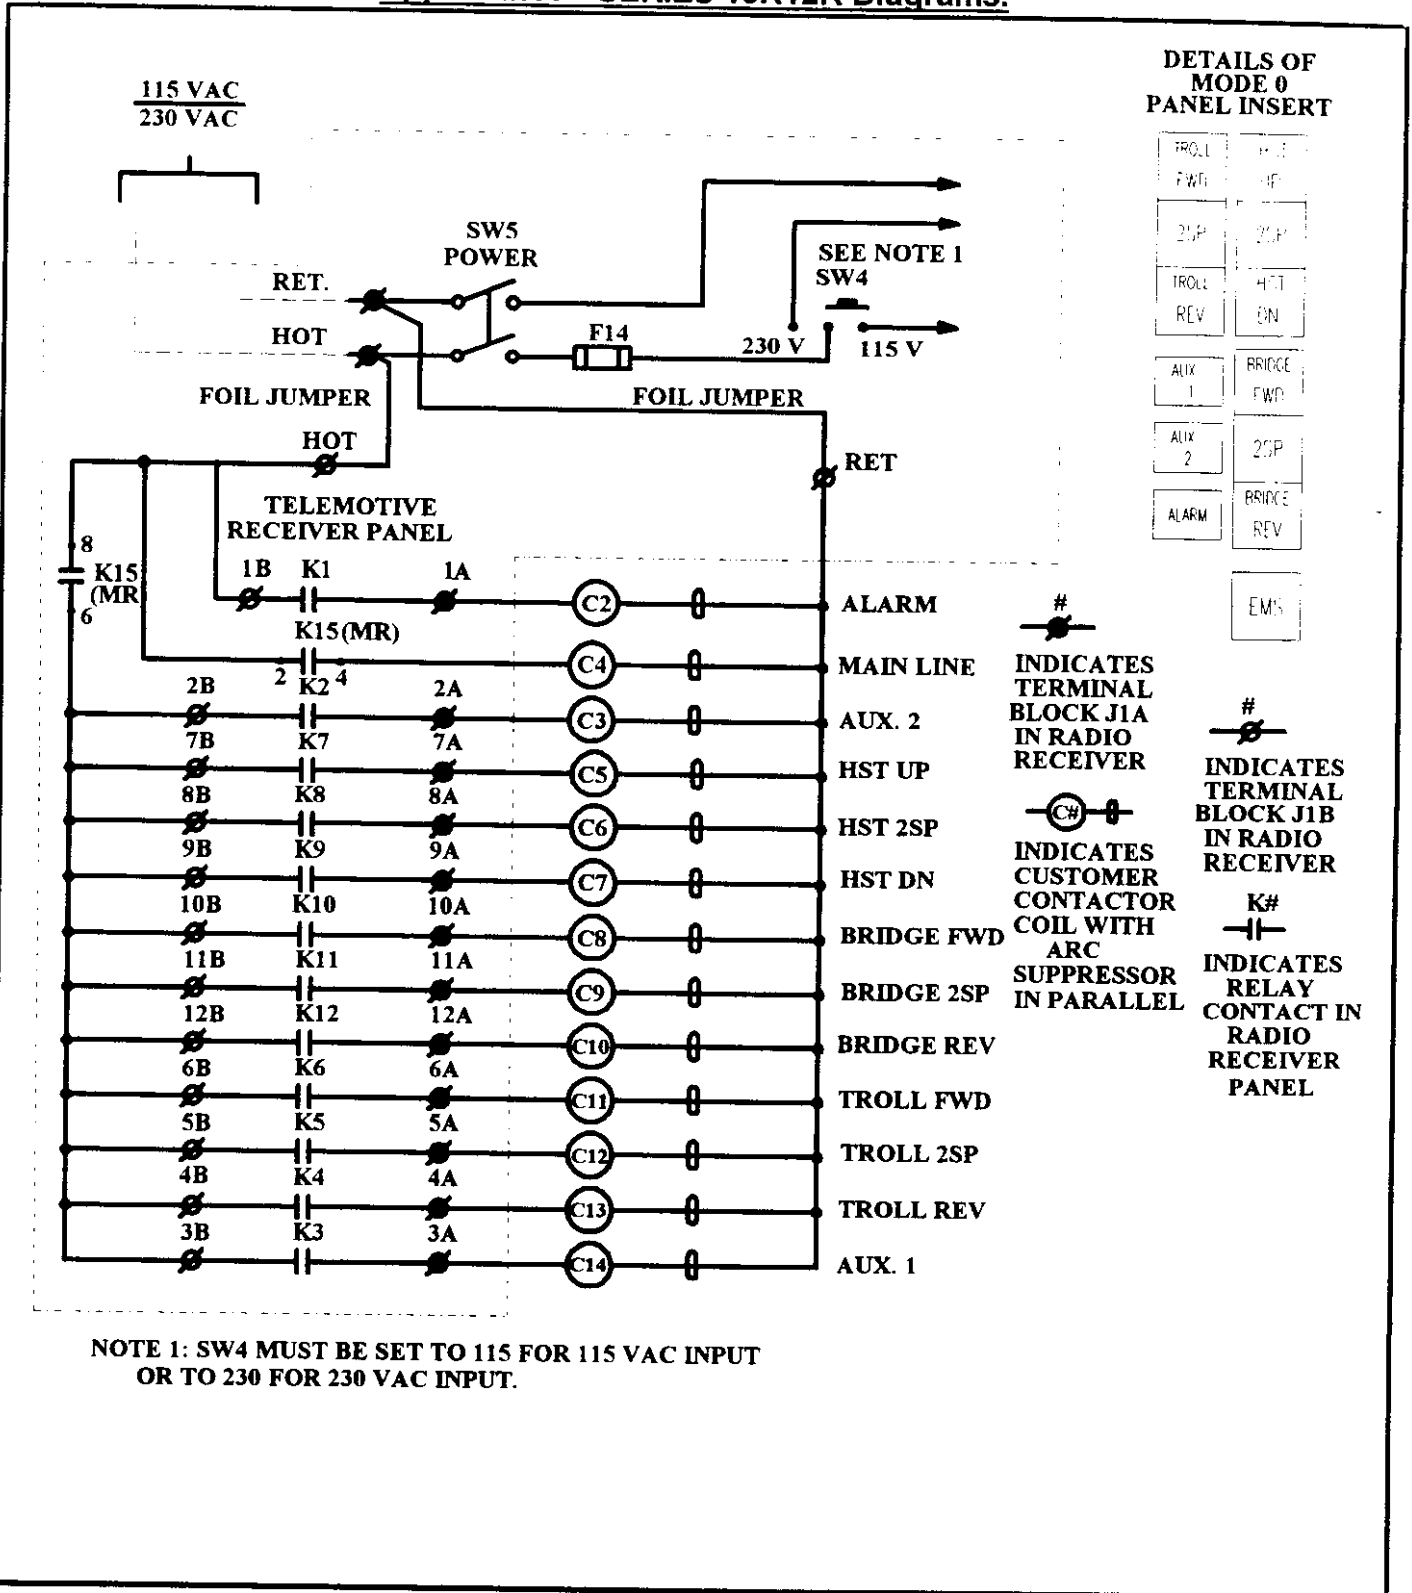 SERIES
Diagrams.
115 VAC
230 VAC
DETAILS OF
MODE 0
PANEL INSERT
TROLL
FWD
2SP
2SP
TROLL
REV
HST
DN
AUX
1
BRIDGE
FWD
AUX
2
2SP
ALARM
BRIDGE
REV
EMS
SW5
POWER
RET.
HOT
F14
SEE NOTE 1
SW4
230 V
115 V
FOIL JUMPER
FOIL JUMPER
HOT
RET
TELEMOTIVE
RECEIVER PANEL
8
K15
(MR
6
1B K1 1A C2 ALARM
K15(MR)
2 4 C4 MAIN LINE
2B K2 2A C3 AUX. 2
7B K7 7A C5 HST UP
8B K8 8A C6 HST 2SP
9B K9 9A C7 HST DN
10B K10 10A C8 BRIDGE FWD
11B K11 11A C9 BRIDGE 2SP
12B K12 12A C10 BRIDGE REV
6B K6 6A C11 TROLL FWD
5B K5 5A C12 TROLL 2SP
4B K4 4A C13 TROLL REV
3B K3 3A C14 AUX. 1
#
INDICATES
TERMINAL
BLOCK J1A
IN RADIO
RECEIVER
C#
INDICATES
CUSTOMER
CONTACTOR
COIL WITH
ARC
SUPPRESSOR
IN PARALLEL
#
INDICATES
TERMINAL
BLOCK J1B
IN RADIO
RECEIVER
K#
INDICATES
RELAY
CONTACT IN
RADIO
RECEIVER
PANEL
NOTE 1: SW4 MUST BE SET TO 115 FOR 115 VAC INPUT
OR TO 230 FOR 230 VAC INPUT.